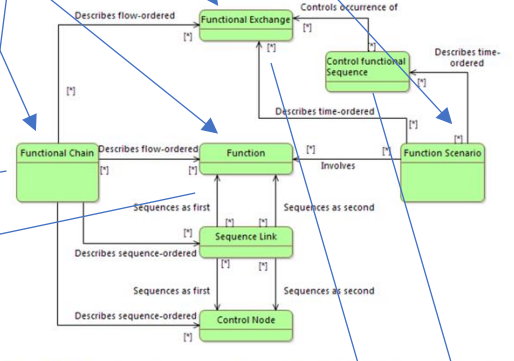 Controls occurrence of
Describes flow-ordered
Functional Exchange
[*]
[*]
[*]
[*]
[*]
Control functional
Sequence
Describes time-
ordered
[*]
[*]
Describes time-ordered
[*]
[*]
Functional Chain
Describes flow-ordered
Function
[*]
[*]
Function Scenario
[*]
[*]
Involves
Sequences as first
Sequences as second
[*]
[*]
[*]
Sequence Link
Describes sequence-ordered
[*]
[*]
Sequences as first
Sequences as second
Describes sequence-ordered
Control Node
[*]